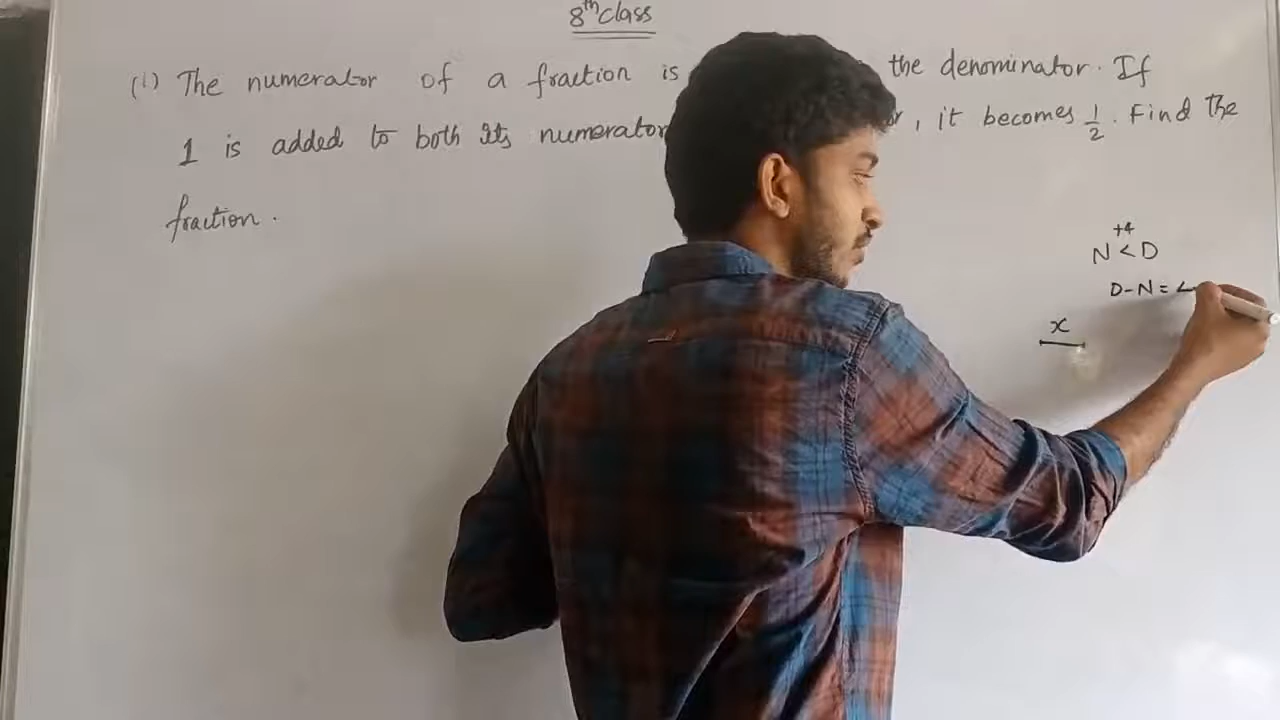 8th class
(i) The numerator of a fraction is the denominator. If
1 is added to both its numerator , it becomes 1/2. Find the
fraction.
+4
N < D
D-N=
x